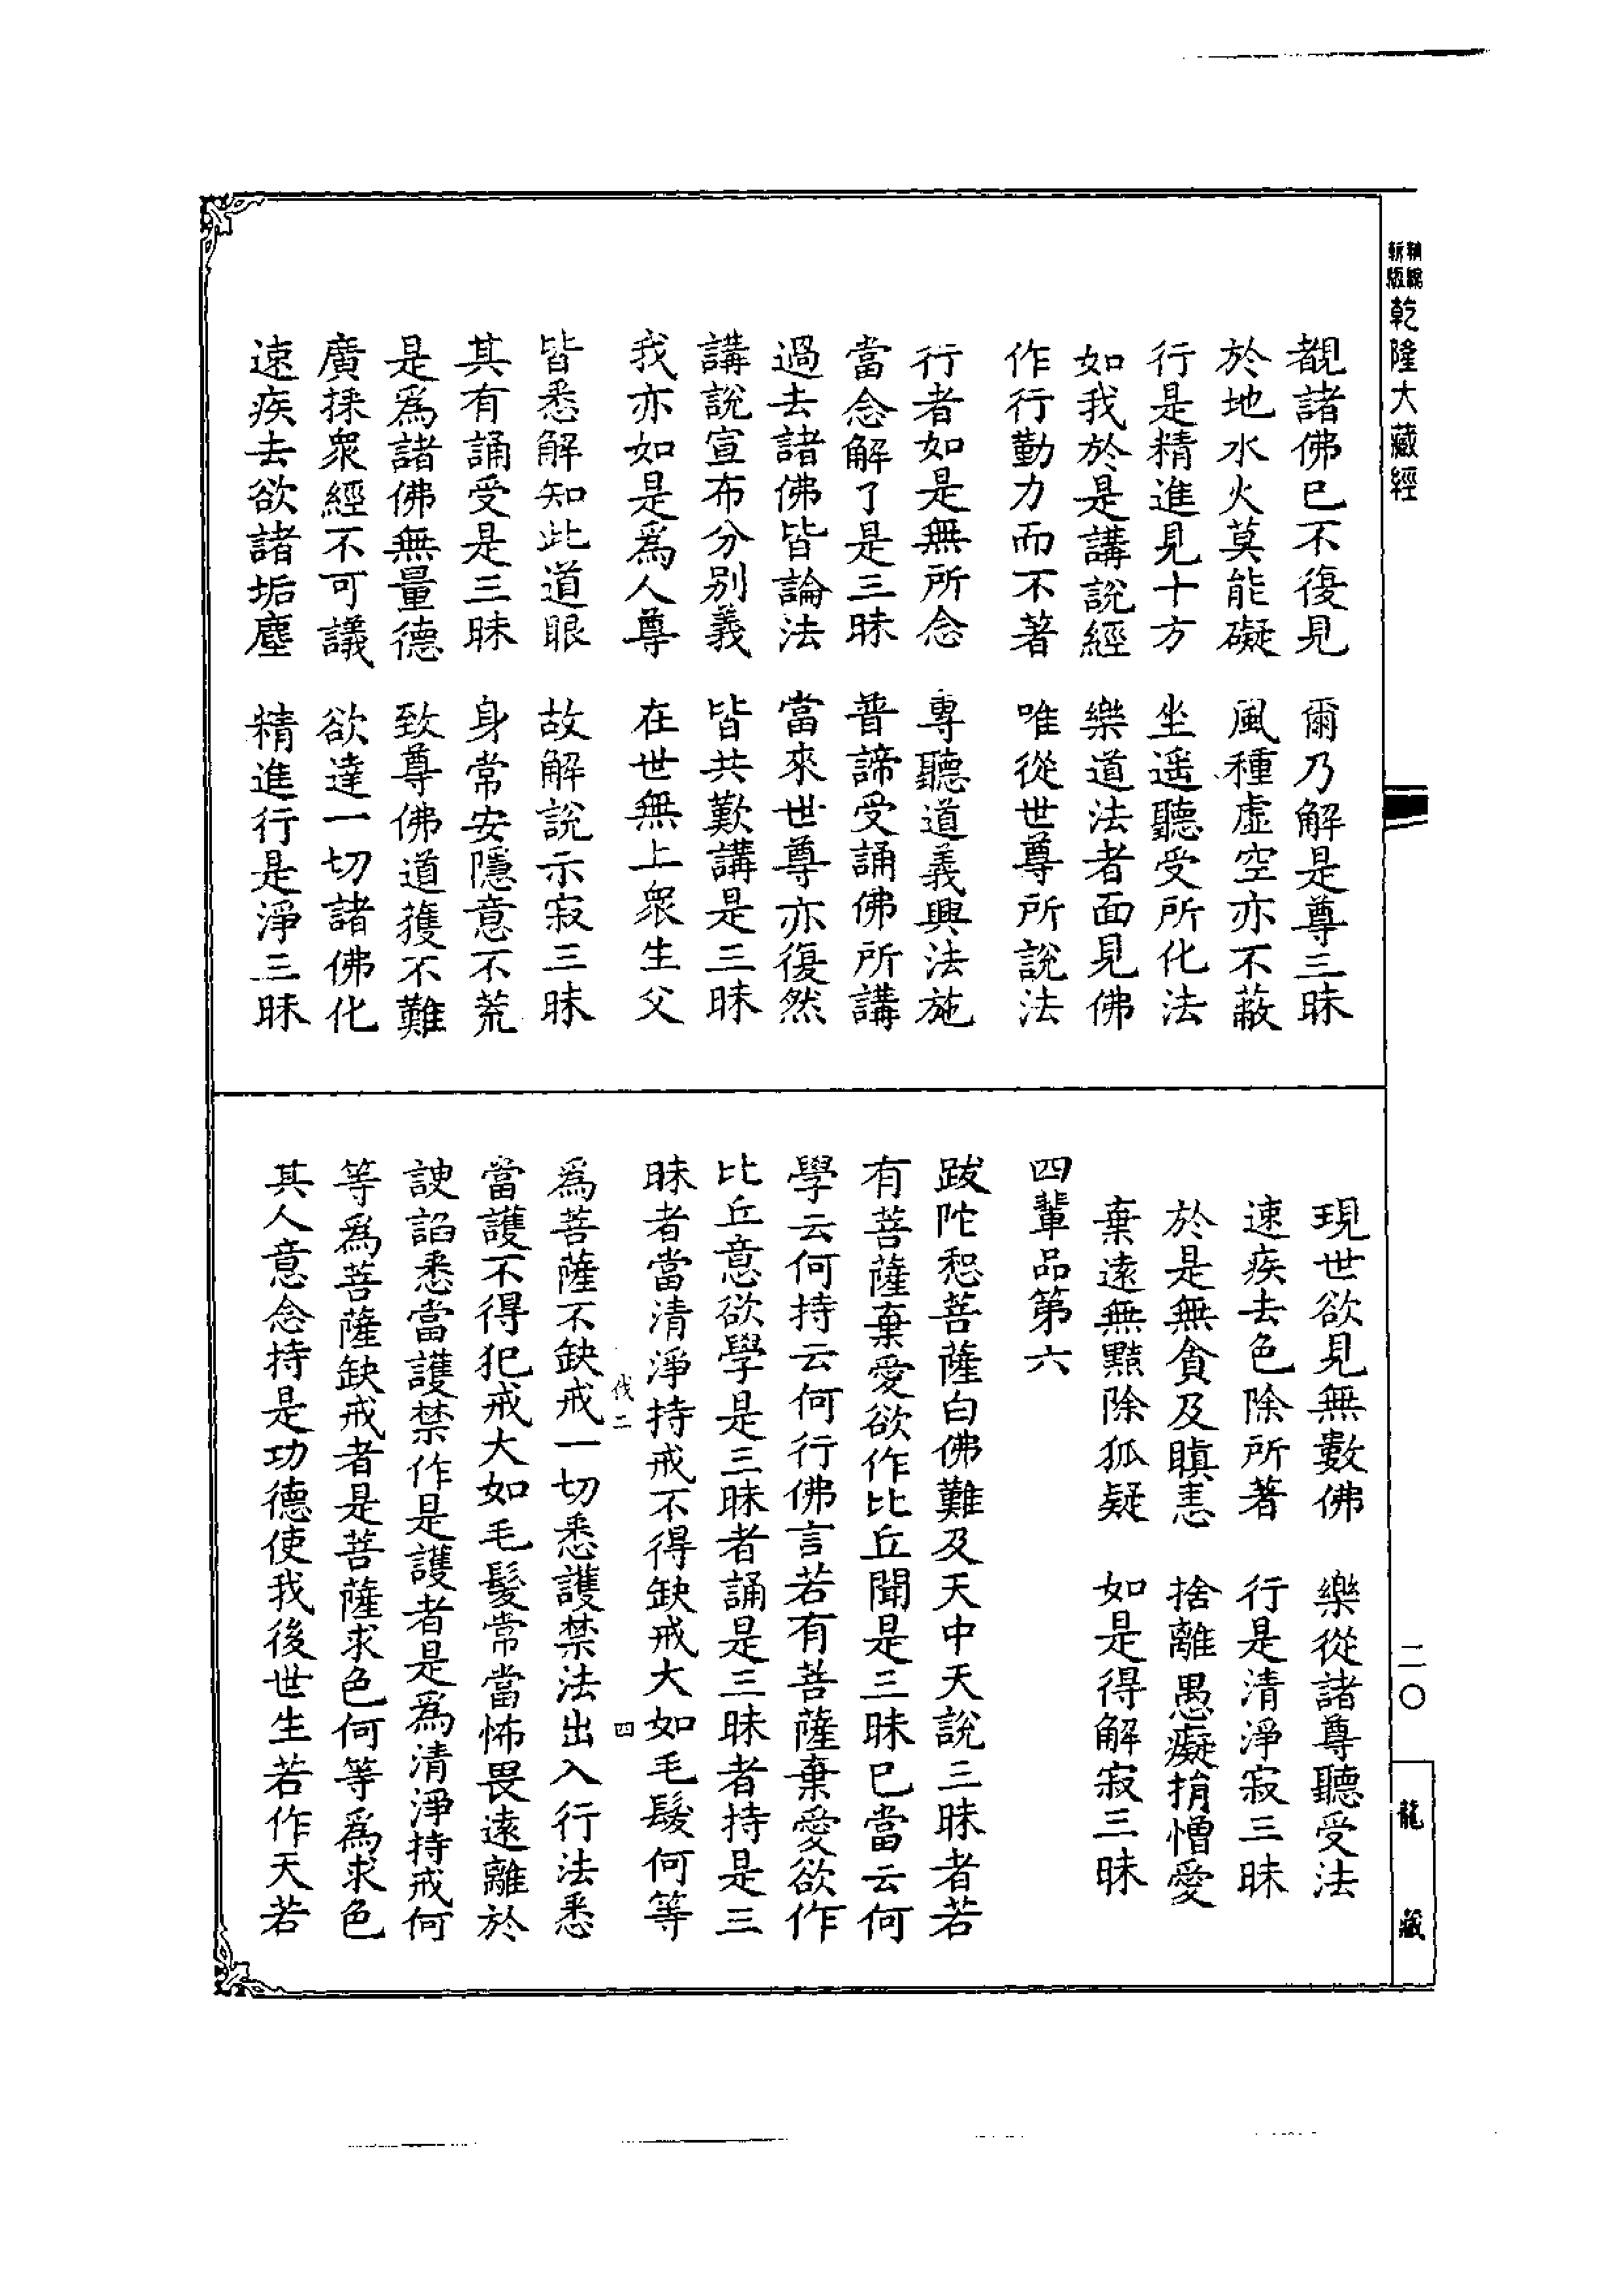 乾隆大藏經
覩諸佛已不復見　爾乃解是尊三昧
於地水火莫能礙　風種虛空亦不蔽
行是精進見十方　坐遥聽受所化法
如我於是講說經　樂道法者面見佛
作行勤力而不著　唯從世尊所說法
行者如是無所念　專聽道義興法施
當念解了是三昧　普諦受誦佛所講
過去諸佛皆論法　當來世尊亦復然
講說宣布分别義　皆共歎講是三昧
我亦如是爲人尊　在世無上衆生父
皆悉解知此道眼　故解說示寂三昧
其有誦受是三昧　身常安隱意不荒
是爲諸佛無量德　致尊佛道獲不難
廣採衆經不可議　欲達一切諸佛化
速疾去欲諸垢塵　精進行是淨三昧
現世欲見無數佛　樂從諸尊聽受法
速疾去色除所著　行是清淨寂三昧
於是無貪及瞋恚　捨離愚癡捐憎愛
棄遠無黠除狐疑　如是得解寂三昧
四輩品第六
跋陀惒菩薩白佛難及天中天說三昧者若
有菩薩棄愛欲作比丘聞是三昧已當云何
學云何持云何行佛言若有菩薩棄愛欲作
比丘意欲學是三昧者誦是三昧者持是三
昧者當清淨持戒不得缺戒大如毛髮何等
伐二　四
爲菩薩不缺戒一切悉護禁法出入行法悉
當護不得犯戒大如毛髮常當怖畏遠離於
諛諂悉當護禁作是護者是爲清淨持戒何
等爲菩薩缺戒者是菩薩求色何等爲求色
其人意念持是功德使我後世生若作天若
二〇
龍藏